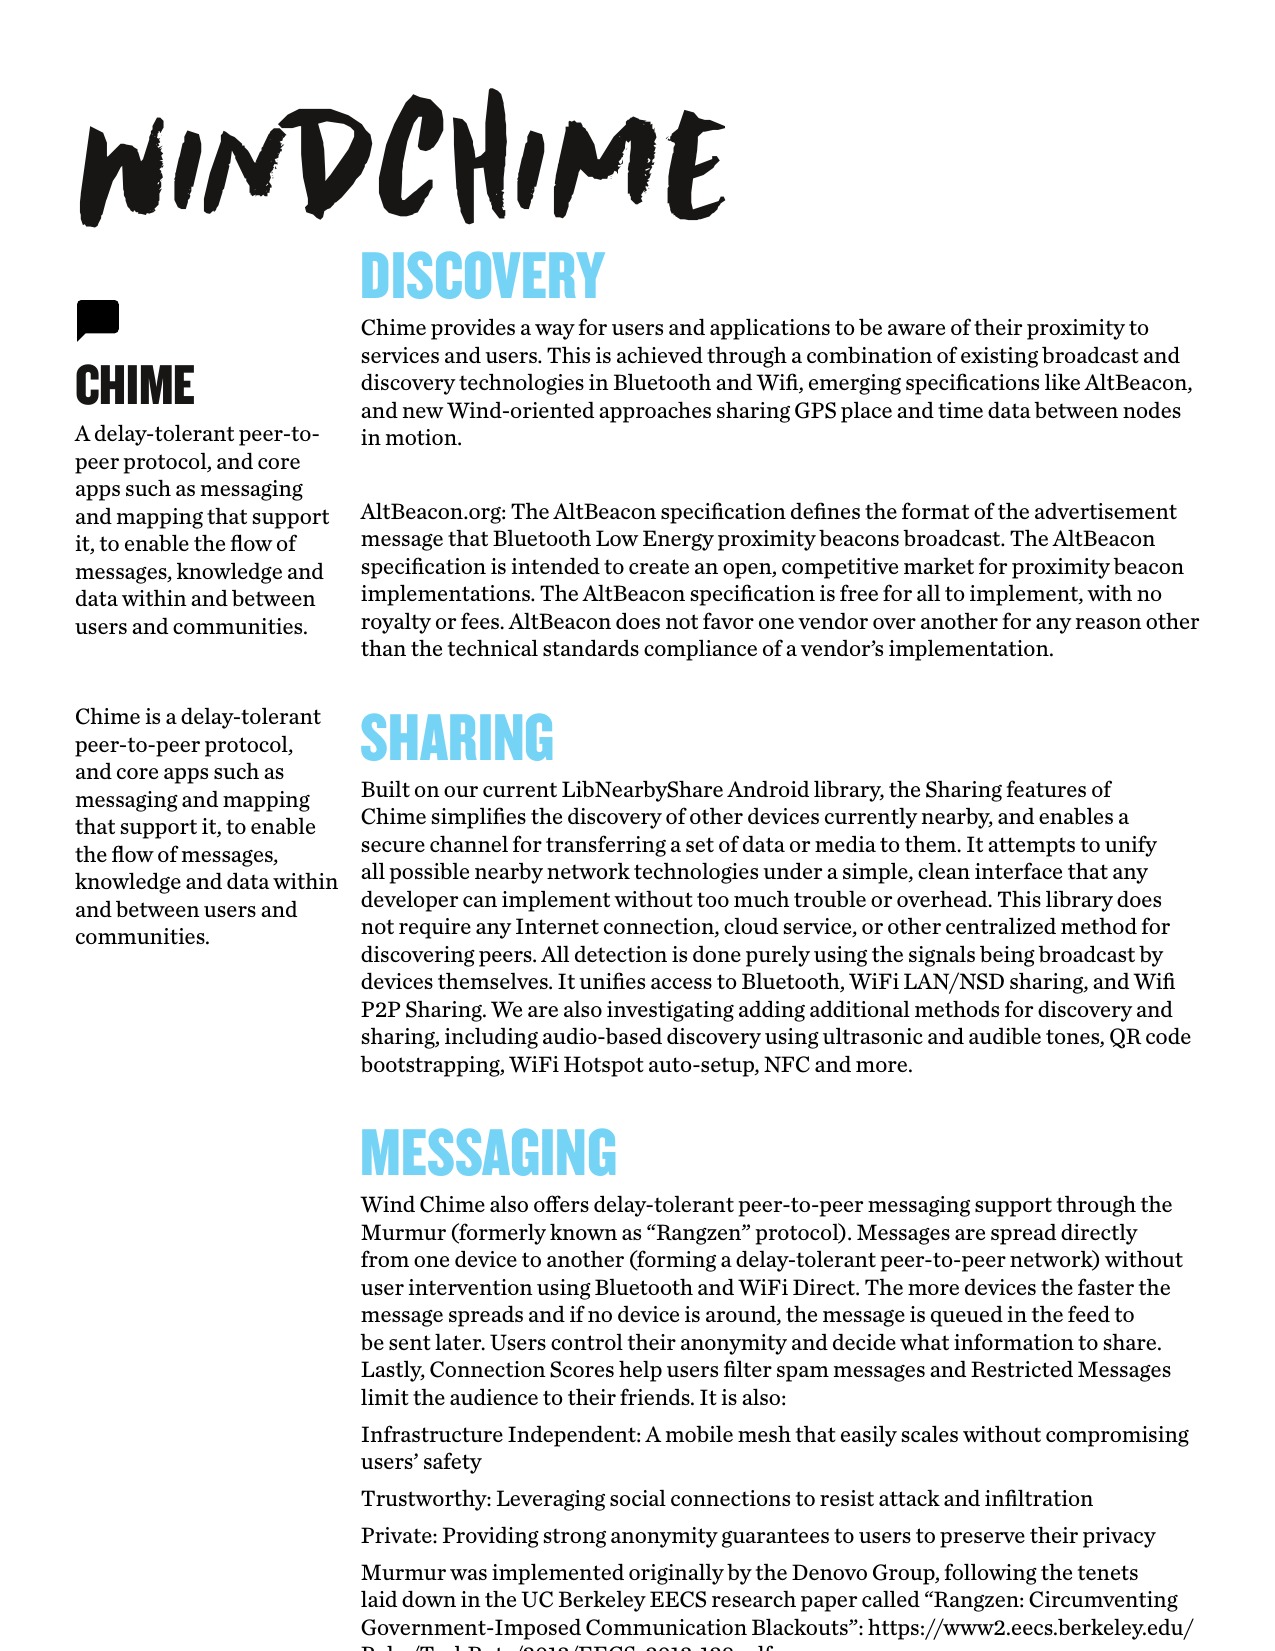 WINDCHIME
CHIME
A delay-tolerant peer-to-
peer protocol, and core
apps such as messaging
and mapping that support
it, to enable the flow of
messages, knowledge and
data within and between
users and communities.
Chime is a delay-tolerant
peer-to-peer protocol,
and core apps such as
messaging and mapping
that support it, to enable
the flow of messages,
knowledge and data within
and between users and
communities.
DISCOVERY
Chime provides a way for users and applications to be aware of their proximity to
services and users. This is achieved through a combination of existing broadcast and
discovery technologies in Bluetooth and Wifi, emerging specifications like AltBeacon,
and new Wind-oriented approaches sharing GPS place and time data between nodes
in motion.
AltBeacon.org: The AltBeacon specification defines the format of the advertisement
message that Bluetooth Low Energy proximity beacons broadcast. The AltBeacon
specification is intended to create an open, competitive market for proximity beacon
implementations. The AltBeacon specification is free for all to implement, with no
royalty or fees. AltBeacon does not favor one vendor over another for any reason other
than the technical standards compliance of a vendor’s implementation.
SHARING
Built on our current LibNearbyShare Android library, the Sharing features of
Chime simplifies the discovery of other devices currently nearby, and enables a
secure channel for transferring a set of data or media to them. It attempts to unify
all possible nearby network technologies under a simple, clean interface that any
developer can implement without too much trouble or overhead. This library does
not require any Internet connection, cloud service, or other centralized method for
discovering peers. All detection is done purely using the signals being broadcast by
devices themselves. It unifies access to Bluetooth, WiFi LAN/NSD sharing, and Wifi
P2P Sharing. We are also investigating adding additional methods for discovery and
sharing, including audio-based discovery using ultrasonic and audible tones, QR code
bootstrapping, WiFi Hotspot auto-setup, NFC and more.
MESSAGING
Wind Chime also offers delay-tolerant peer-to-peer messaging support through the
Murmur (formerly known as “Rangzen” protocol). Messages are spread directly
from one device to another (forming a delay-tolerant peer-to-peer network) without
user intervention using Bluetooth and WiFi Direct. The more devices the faster the
message spreads and if no device is around, the message is queued in the feed to
be sent later. Users control their anonymity and decide what information to share.
Lastly, Connection Scores help users filter spam messages and Restricted Messages
limit the audience to their friends. It is also:
Infrastructure Independent: A mobile mesh that easily scales without compromising
users’ safety
Trustworthy: Leveraging social connections to resist attack and infiltration
Private: Providing strong anonymity guarantees to users to preserve their privacy
Murmur was implemented originally by the Denovo Group, following the tenets
laid down in the UC Berkeley EECS research paper called “Rangzen: Circumventing
Government-Imposed Communication Blackouts”: https://www2.eecs.berkeley.edu/